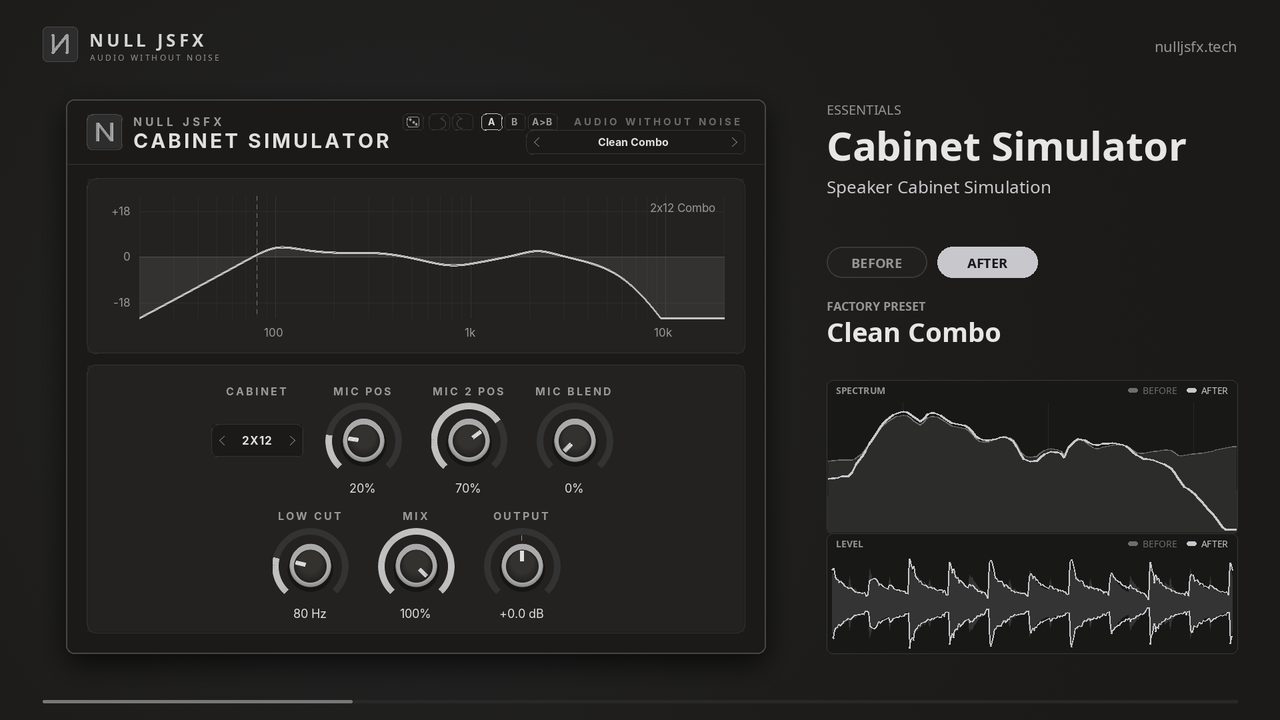 NULL JSFX
AUDIO WITHOUT NOISE
nulljsfx.tech
N
NULL JSFX
CABINET SIMULATOR
A
B
A>B
AUDIO WITHOUT NOISE
Clean Combo
2x12 Combo
+18
0
-18
100
1k
10k
CABINET
MIC POS
MIC 2 POS
MIC BLEND
2X12
20%
70%
0%
LOW CUT
MIX
OUTPUT
80 Hz
100%
+0.0 dB
ESSENTIALS
Cabinet Simulator
Speaker Cabinet Simulation
BEFORE
AFTER
FACTORY PRESET
Clean Combo
SPECTRUM
BEFORE
AFTER
LEVEL
BEFORE
AFTER